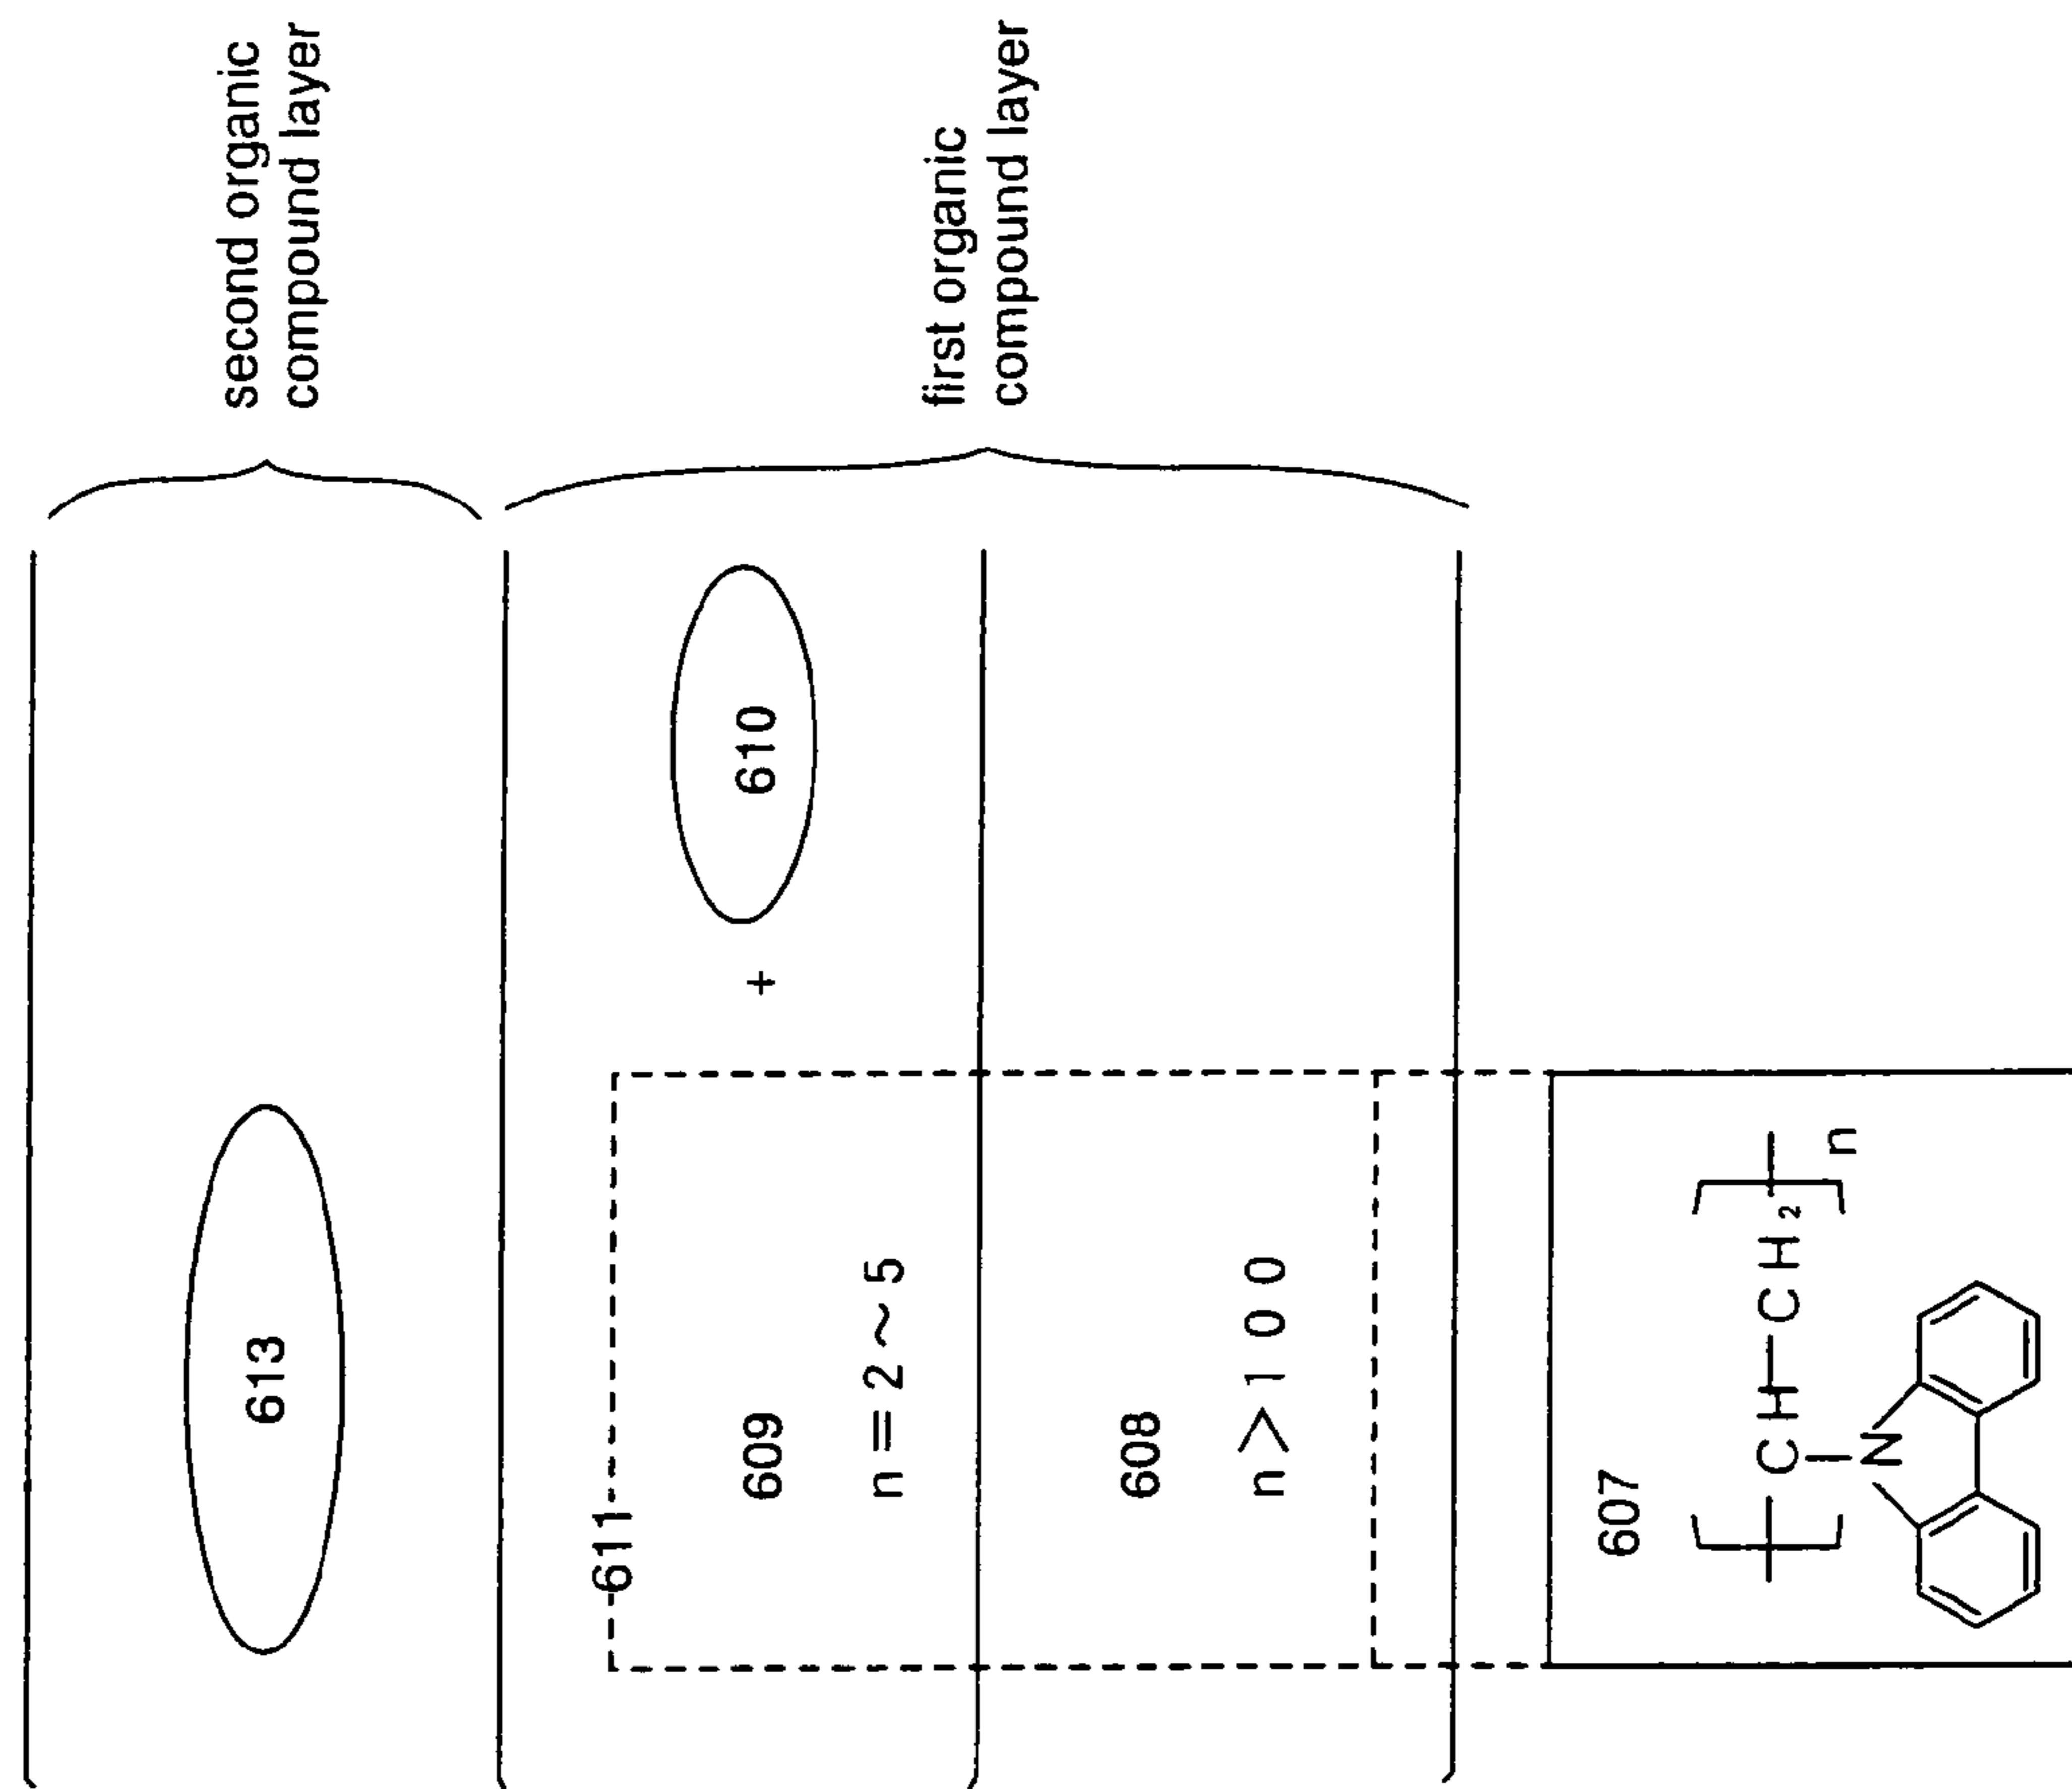 second organic
compound layer
613
first organic
compound layer
611
609
+
610
n = 2 ~ 5
608
n > 1 0 0
607
CH—CH₂
n
N